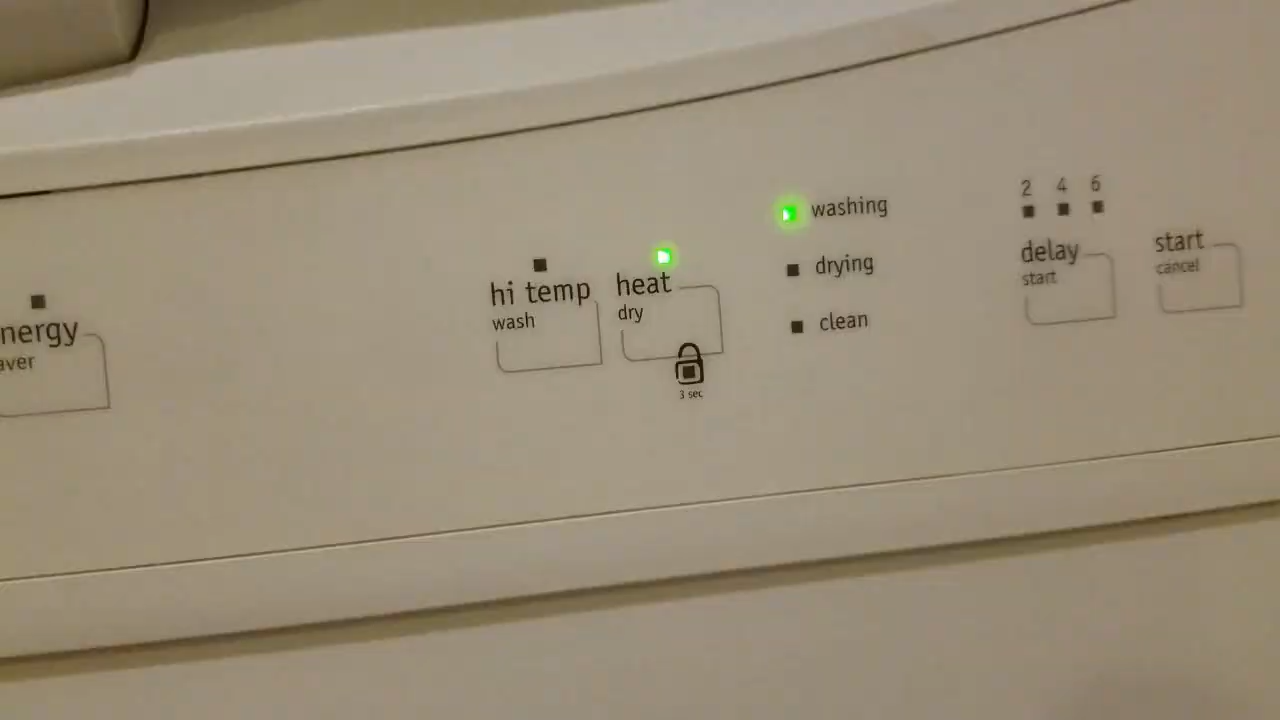 nergy
aver
hi temp
wash
heat
dry
3 sec
washing
drying
clean
2 4 6
delay
start
start
cancel